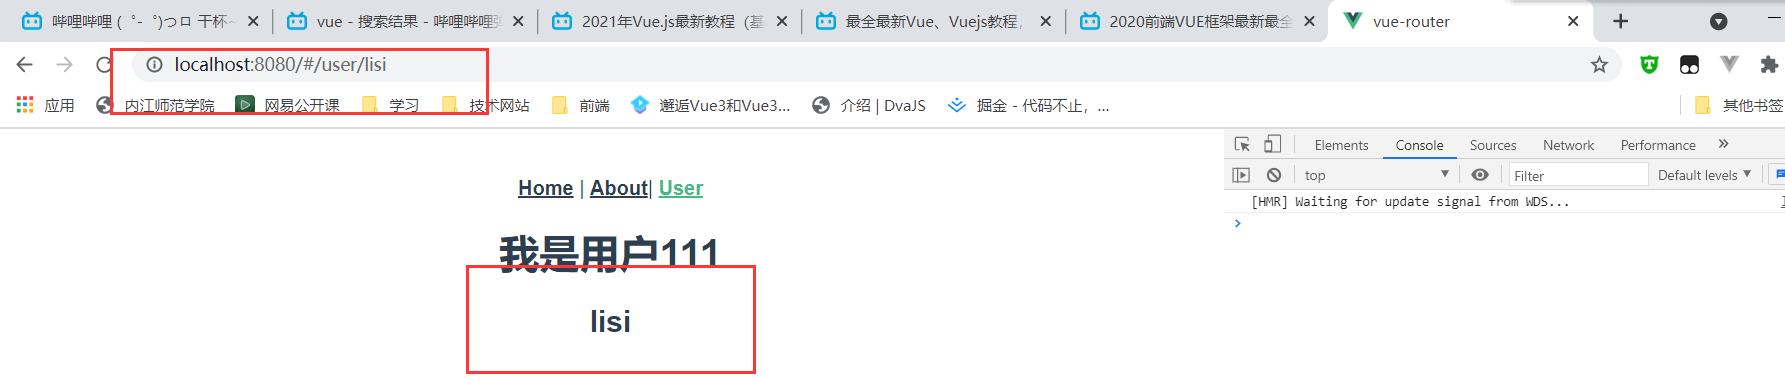 哔哩哔哩 ( ゜- ゜)つロ 干杯~
vue - 搜索结果 - 哔哩哔哩弹
2021年Vue.js最新教程（基
最全最新Vue、Vuejs教程，
2020前端VUE框架最新最全
vue-router
localhost:8080/#/user/lisi
应用 内江师范学院 网易公开课 学习 技术网站 前端 邂逅Vue3和Vue3... 介绍 | DvaJS 掘金 - 代码不止，... 其他书签
Elements Console Sources Network Performance »
top Filter Default levels
[HMR] Waiting for update signal from WDS...
Home | About| User
我是用户111
lisi